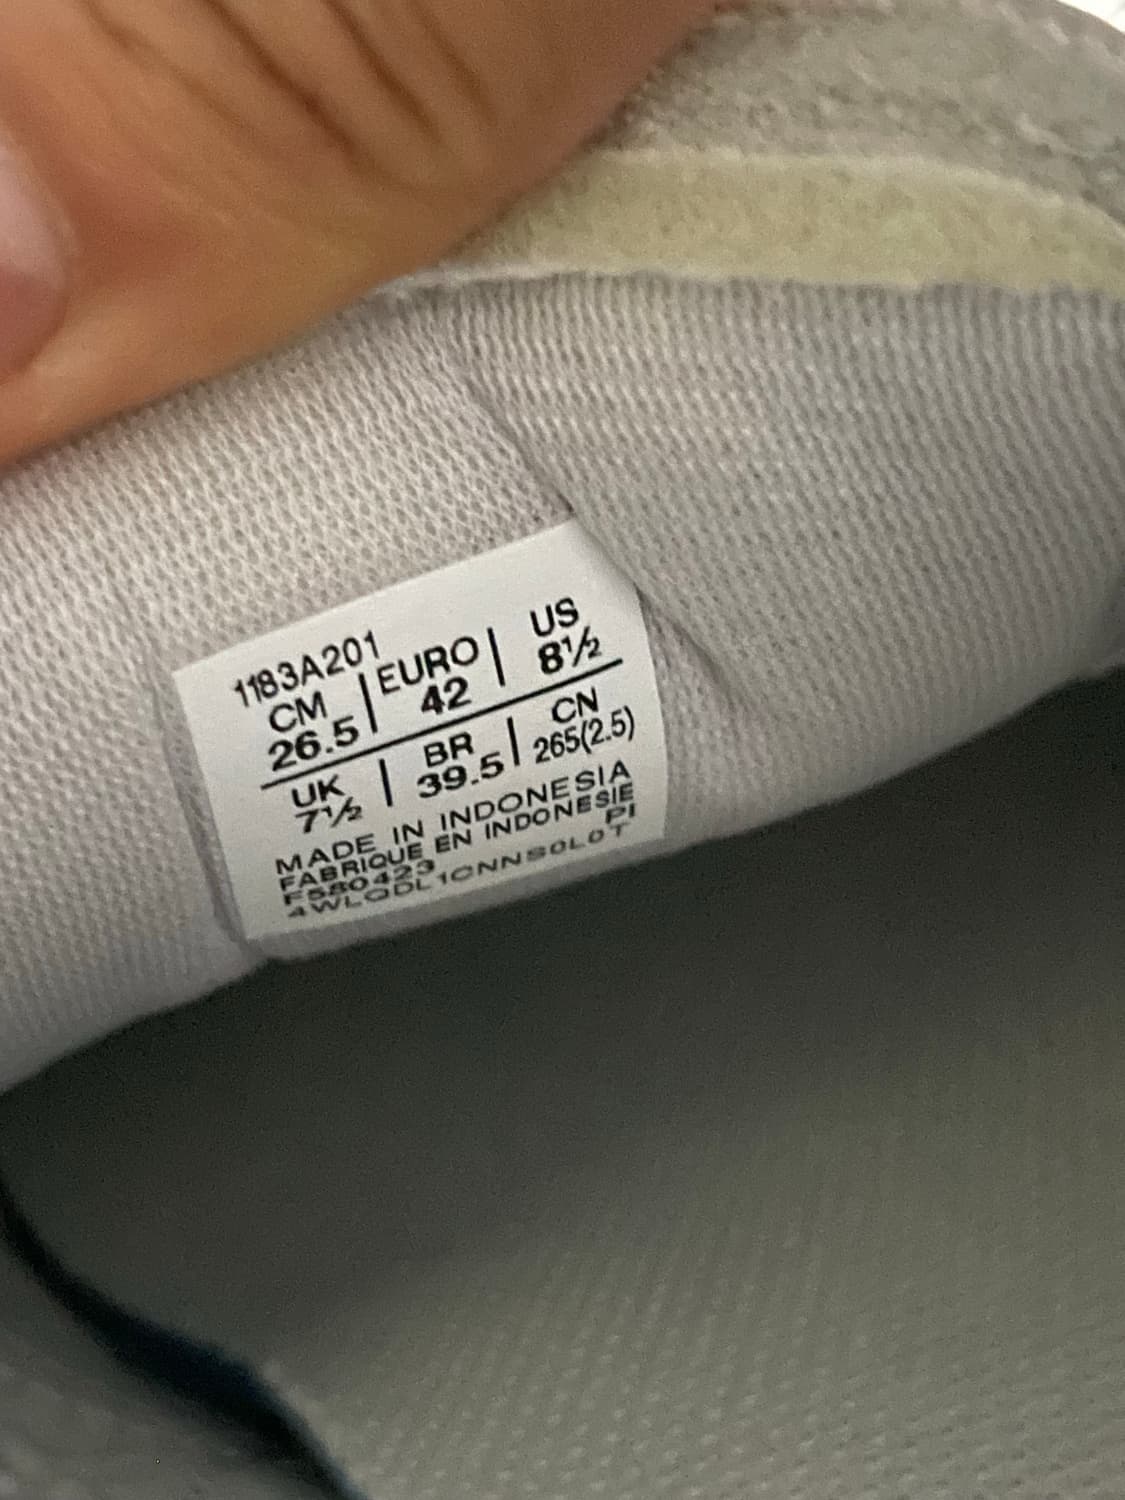 1183A201
CM | EURO | US
26.5 | 42 | 8½
UK | BR | CN
7½ | 39.5 | 265(2.5)
MADE IN INDONESIA
FABRIQUE EN INDONESIE
F580423 PI
4WLQDL1CNNSOLOT